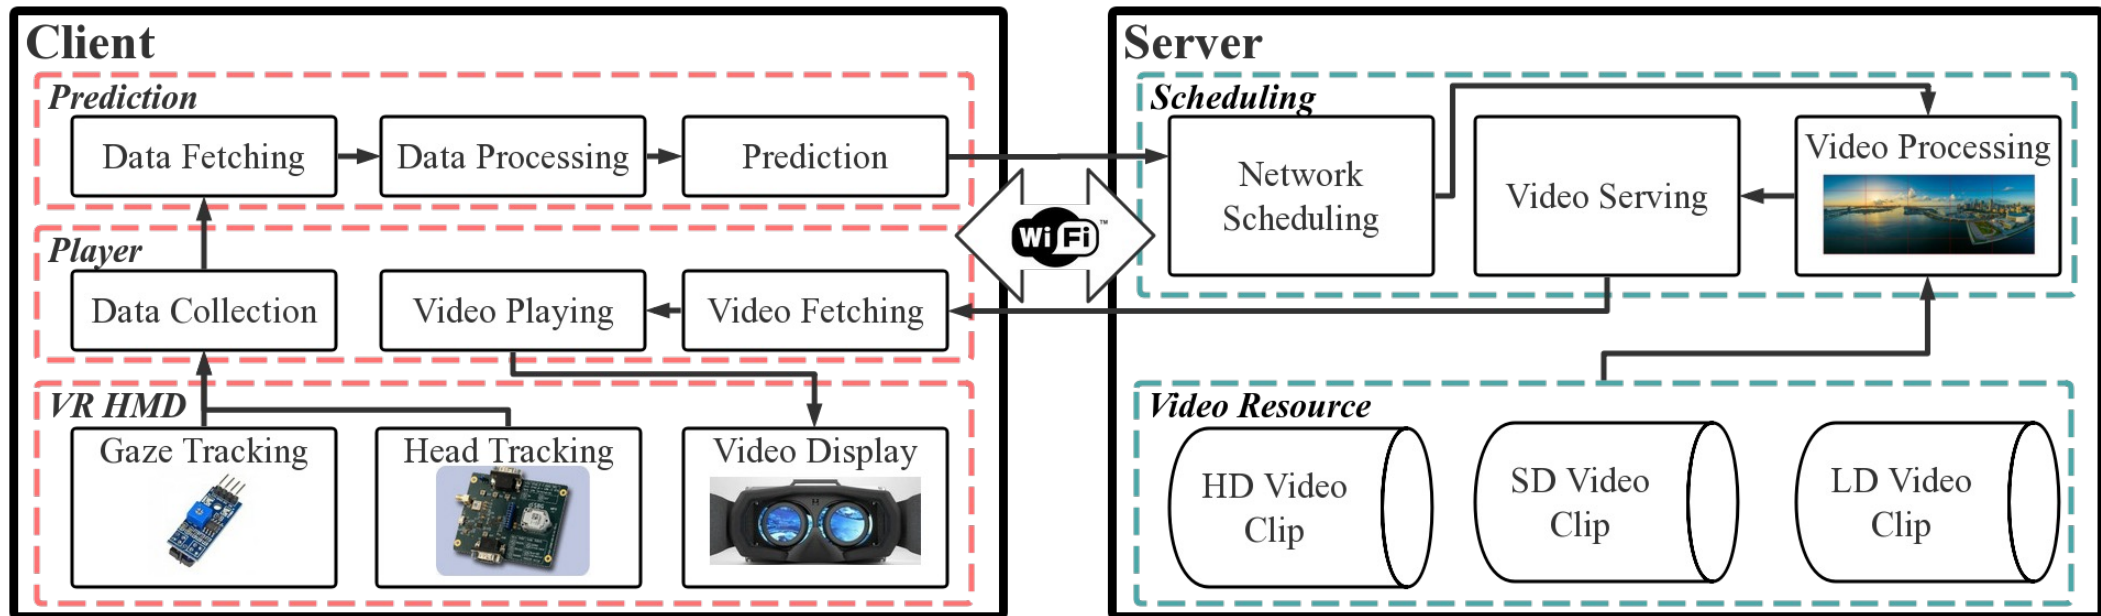 Client
Prediction
Data Fetching
Data Processing
Prediction
Player
Data Collection
Video Playing
Video Fetching
VR HMD
Gaze Tracking
Head Tracking
Video Display
Wi Fi™
Server
Scheduling
Network
Scheduling
Video Serving
Video Processing
Video Resource
HD Video
Clip
SD Video
Clip
LD Video
Clip